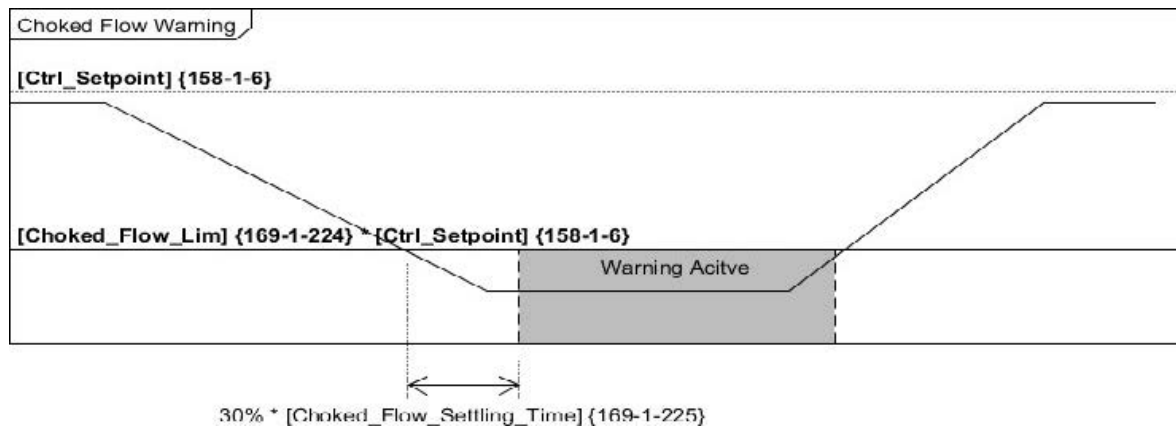 Choked Flow Warning
[Ctrl_Setpoint] {158-1-6}
[Choked_Flow_Lim] {169-1-224} * [Ctrl_Setpoint] {158-1-6}
Warning Acitve
30% * [Choked_Flow_Settling_Time] {169-1-225}